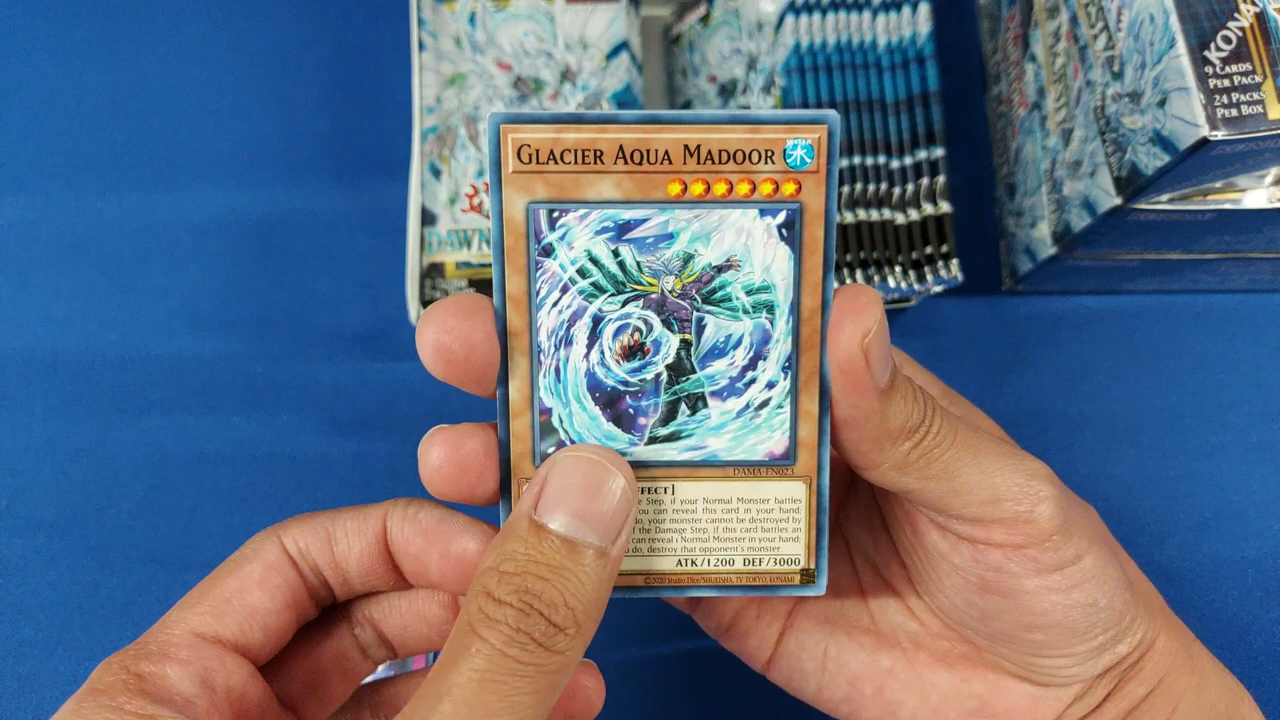 KONA
9 CARDS
PER PACK
24 PACKS
PER BOX
DAWN
GLACIER AQUA MADOOR
WATER
水
DAMA-EN023
FFECT]
e Step, if your Normal Monster battles
ou can reveal this card in your hand;
do, your monster cannot be destroyed by
f the Damage Step, if this card battles an
can reveal 1 Normal Monster in your hand;
u do, destroy that opponent's monster.
ATK/1200 DEF/3000
©2020 Studio Dice/SHUEISHA, TV TOKYO, KONAMI